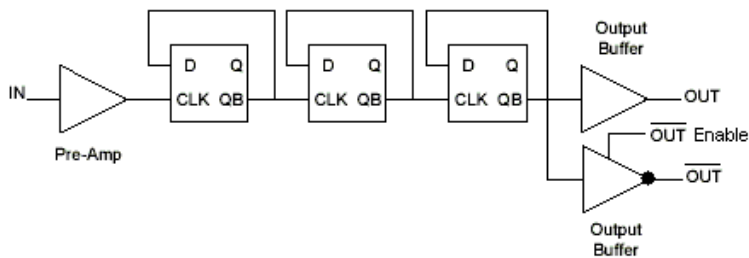 Output
Buffer
D Q D Q D Q
IN CLK QB CLK QB CLK QB OUT
OUT Enable
Pre-Amp
OUT
Output
Buffer